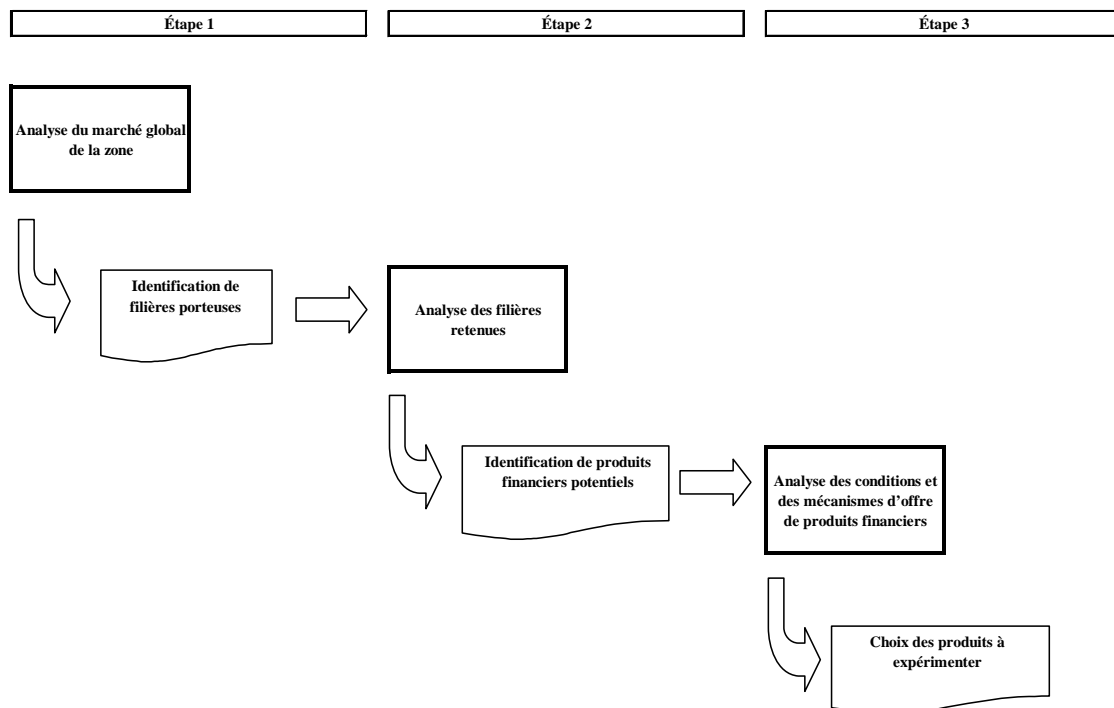 Étape 1
Étape 2
Étape 3
Analyse du marché global
de la zone
Identification de
filières porteuses
Analyse des filières
retenues
Identification de produits
financiers potentiels
Analyse des conditions et
des mécanismes d’offre
de produits financiers
Choix des produits à
expérimenter